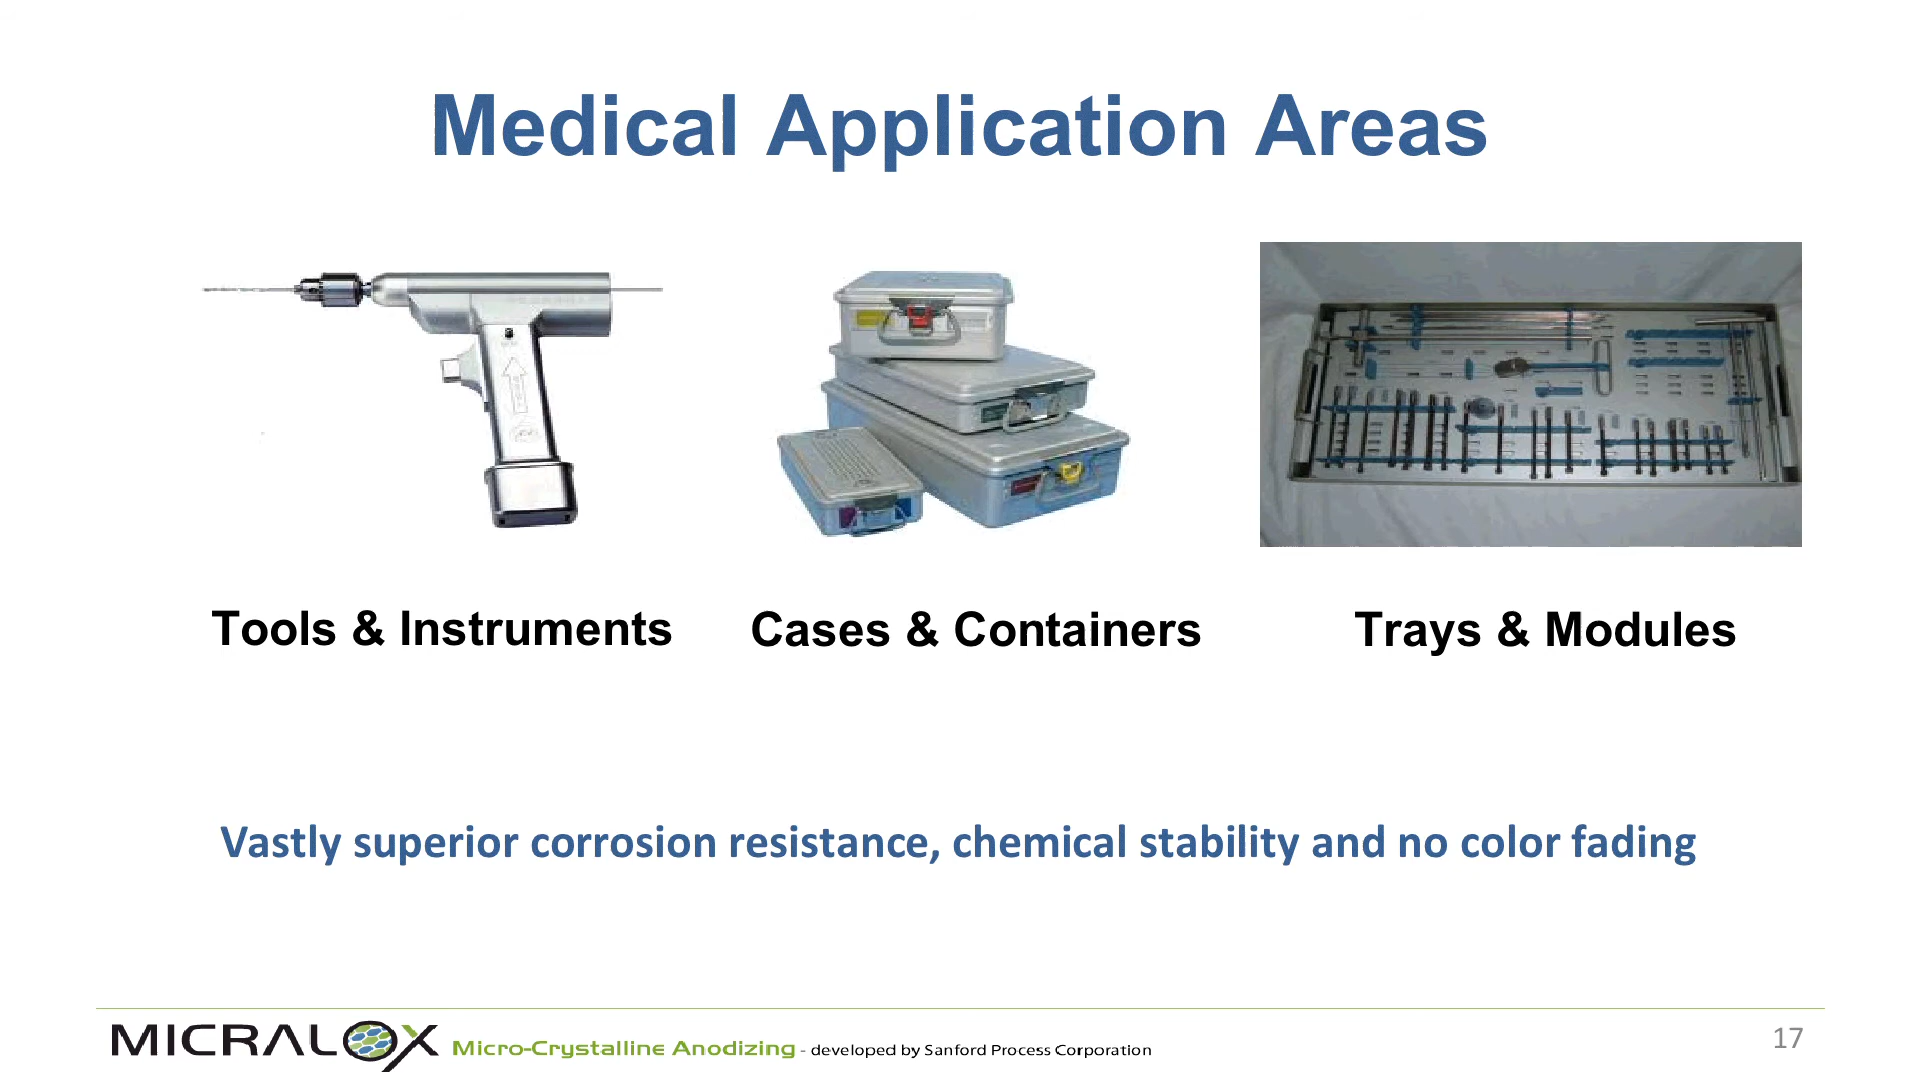 Medical Application Areas
Tools & Instruments
Cases & Containers
Trays & Modules
Vastly superior corrosion resistance, chemical stability and no color fading
MICRALOX Micro-Crystalline Anodizing - developed by Sanford Process Corporation
17